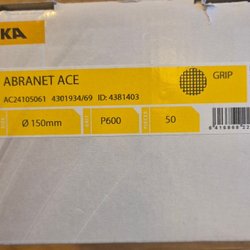 KA
ABRANET ACE
GRIP
AC24105061 4301934/69 ID: 4381403
Ø 150mm
P600
50